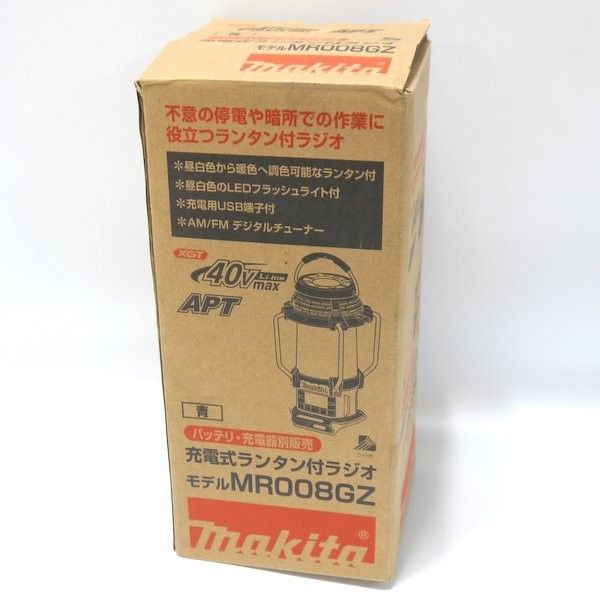 モデルMR008GZ
makita®
不意の停電や暗所での作業に
役立つランタン付ラジオ
＊昼白色から暖色へ調色可能なランタン付
＊昼白色のLEDフラッシュライト付
＊充電用USB端子付
＊AM/FM デジタルチューナー
XGT
40Vmax Li-ion
APT
makita
青
ライト付
バッテリ・充電器別販売
充電式ランタン付ラジオ
モデルMR008GZ
makita®